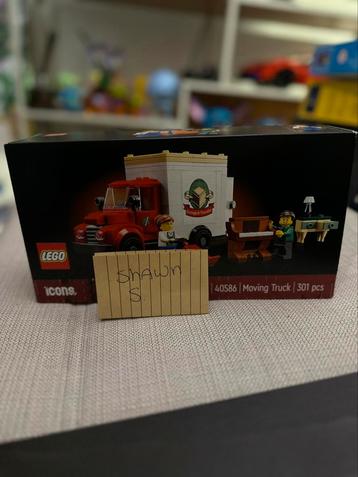 LEGO
icons.
Shawn
S.
40586 | Moving Truck | 301 pcs